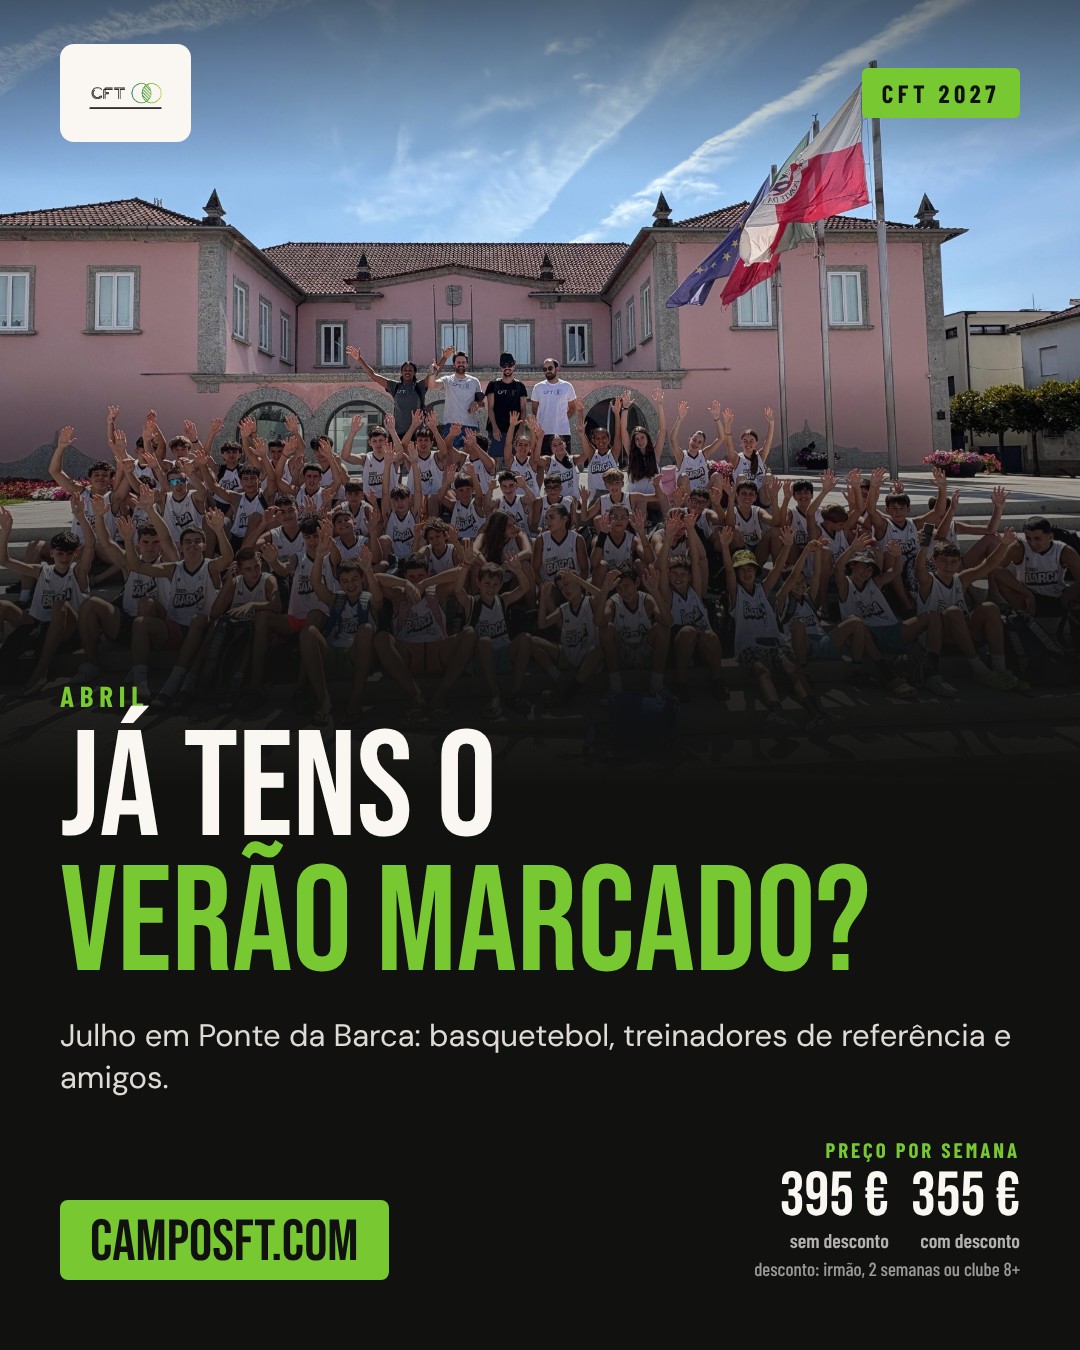 CFT
CFT 2027
ABRIL
JÁ TENS O
VERÃO MARCADO?
Julho em Ponte da Barca: basquetebol, treinadores de referência e
amigos.
PREÇO POR SEMANA
395 € 355 €
sem desconto com desconto
desconto: irmão, 2 semanas ou clube 8+
CAMPOSFT.COM